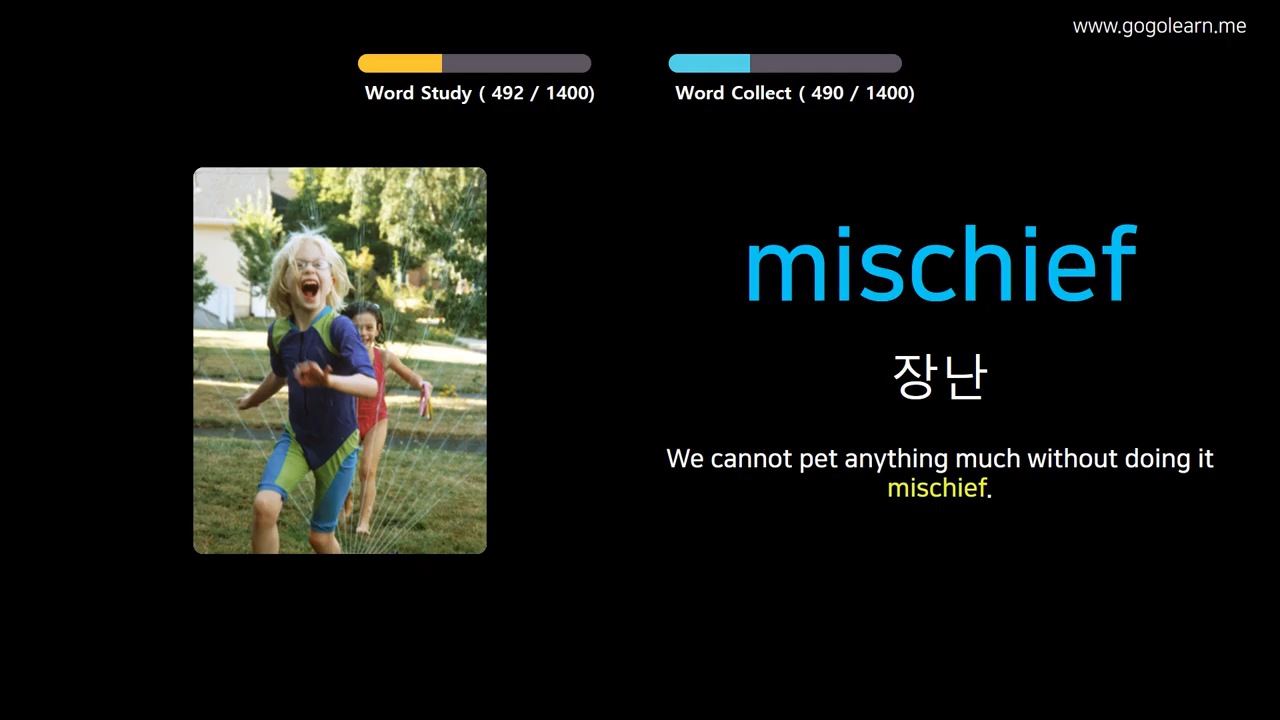 www.gogolearn.me
Word Study ( 492 / 1400)
Word Collect ( 490 / 1400)
mischief
장난
We cannot pet anything much without doing it
mischief.